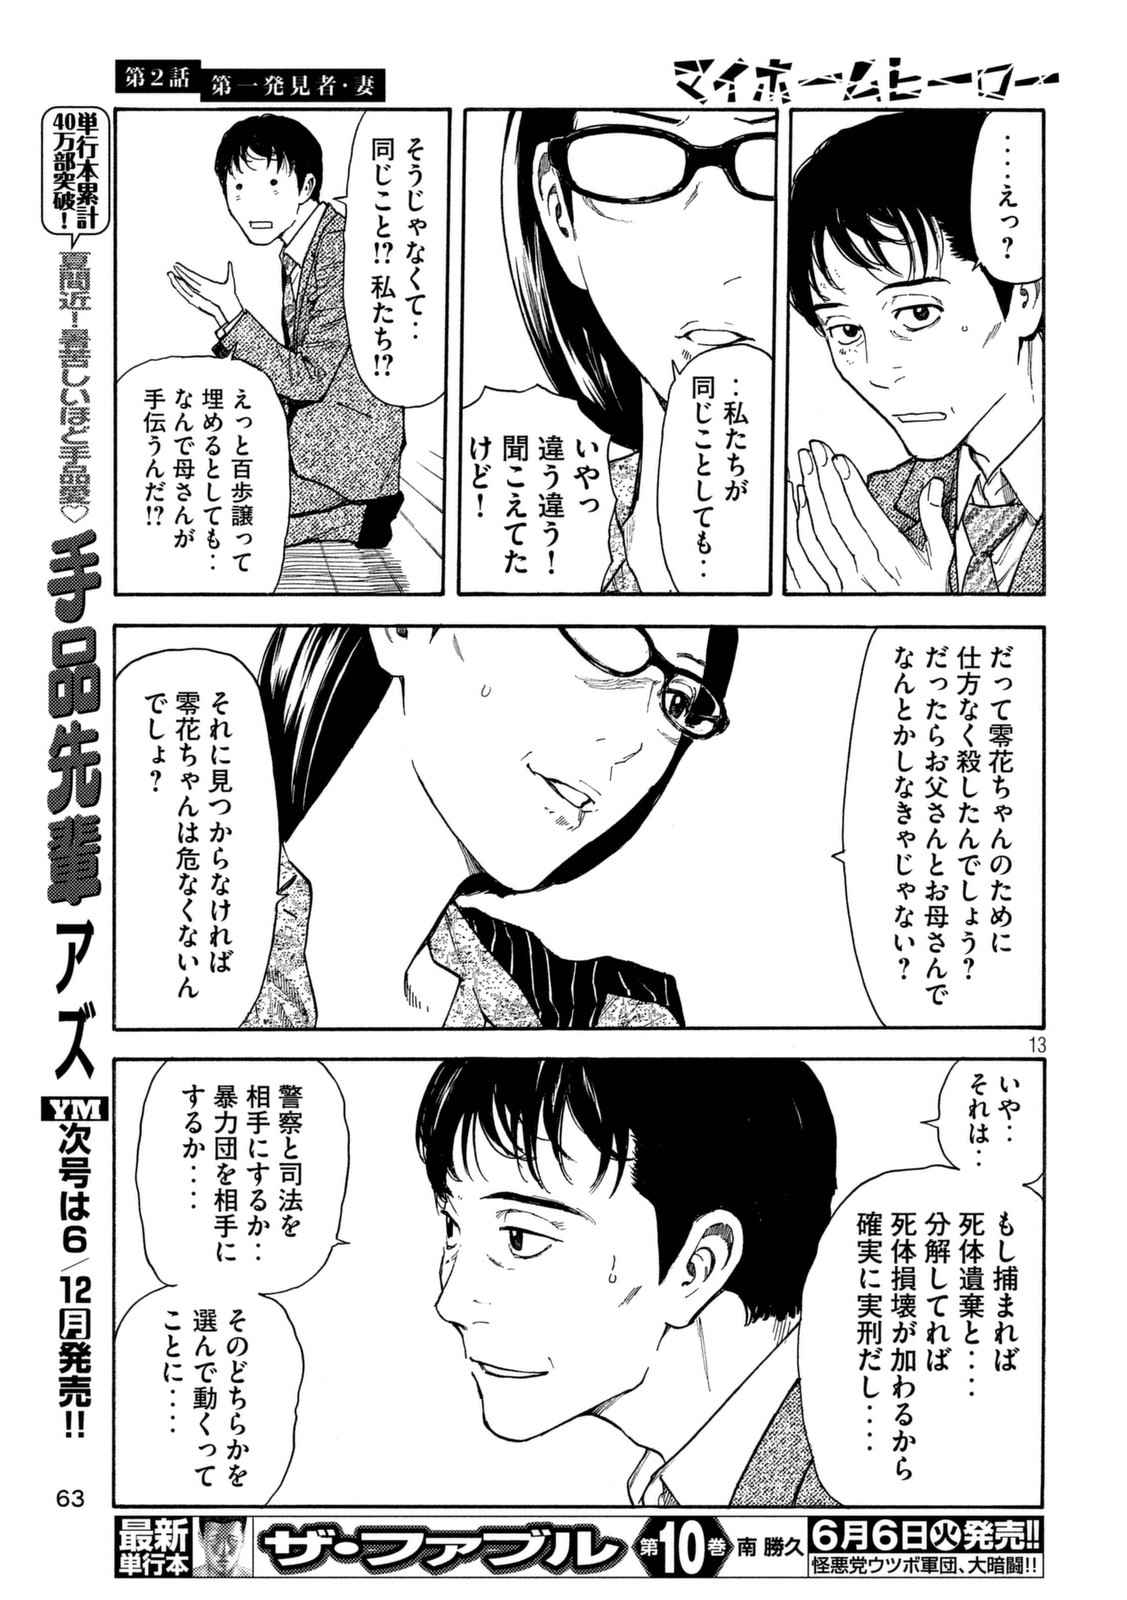 マイホームヒーロー
第2話
第一発見者・妻
‥‥‥えっ?
‥私たちが
同じこととしても‥
いやっ
違う違う!
聞こえてた
けど!
そうじゃなくて‥
同じこと!? 私たち!?
えっと百歩譲って
埋めるとしても‥
なんで母さんが
手伝うんだ!?
だって零花ちゃんのために
仕方なく殺したんでしょう?
だったらお父さんとお母さんで
なんとかしなきゃじゃない?
それに見つからなければ
零花ちゃんは危なくないん
でしょ?
13
いや‥
それは‥
もし捕まれば
死体遺棄と‥‥
分解してれば
死体損壊が加わるから
確実に実刑だし‥‥
警察と司法を
相手にするか‥
暴力団を相手に
するか‥‥
そのどちらかを
選んで動くって
ことに‥‥
単行本累計
40万部突破!
夏間近!暑苦しいほど手品愛♡
手品先輩
アズ
YM次号は6/12月発売!!
63
最新
単行本
ザ・ファブル
第10巻
南 勝久
6月6日火発売!!
怪悪党ウツボ軍団、大暗闘!!